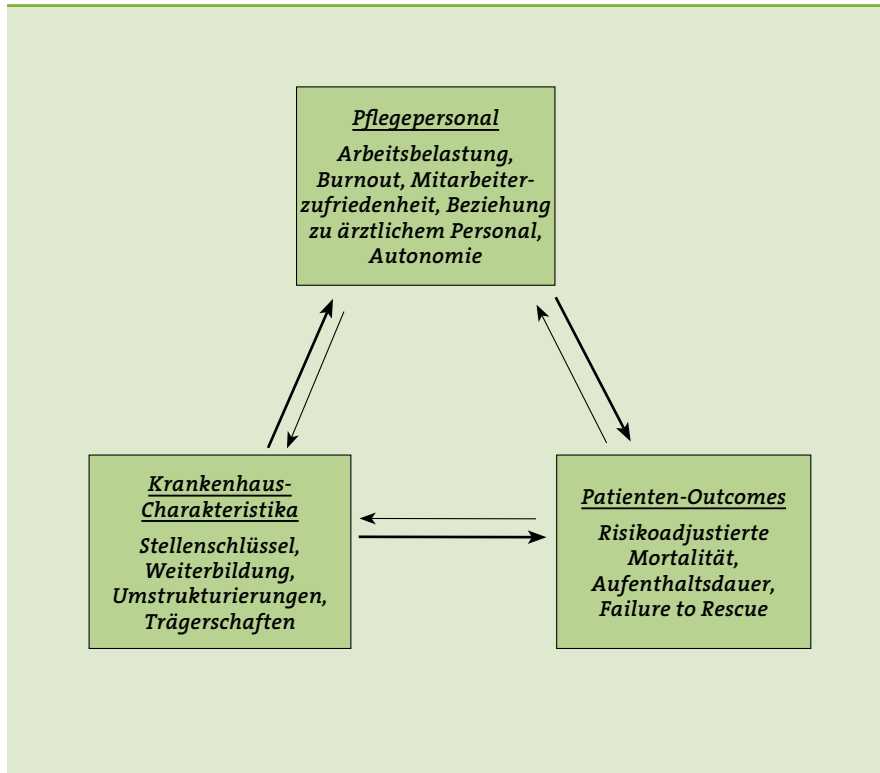 Pflegepersonal
Arbeitsbelastung,
Burnout, Mitarbeiter-
zufriedenheit, Beziehung
zu ärztlichem Personal,
Autonomie
Krankenhaus-
Charakteristika
Stellenschlüssel,
Weiterbildung,
Umstrukturierungen,
Trägerschaften
Patienten-Outcomes
Risikoadjustierte
Mortalität,
Aufenthaltsdauer,
Failure to Rescue